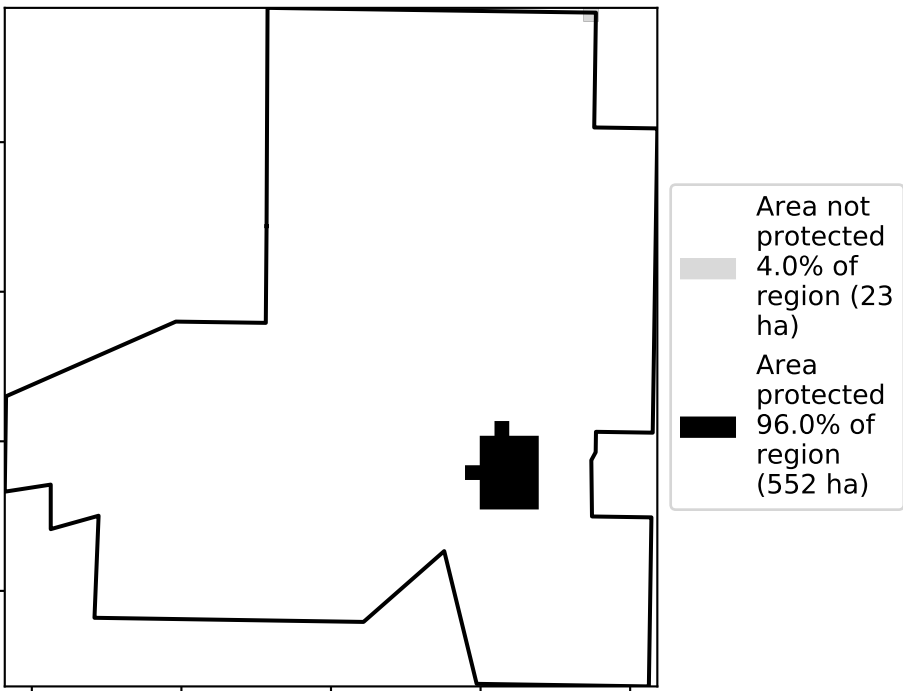 Area not
protected
4.0% of
region (23
ha)
Area
protected
96.0% of
region
(552 ha)